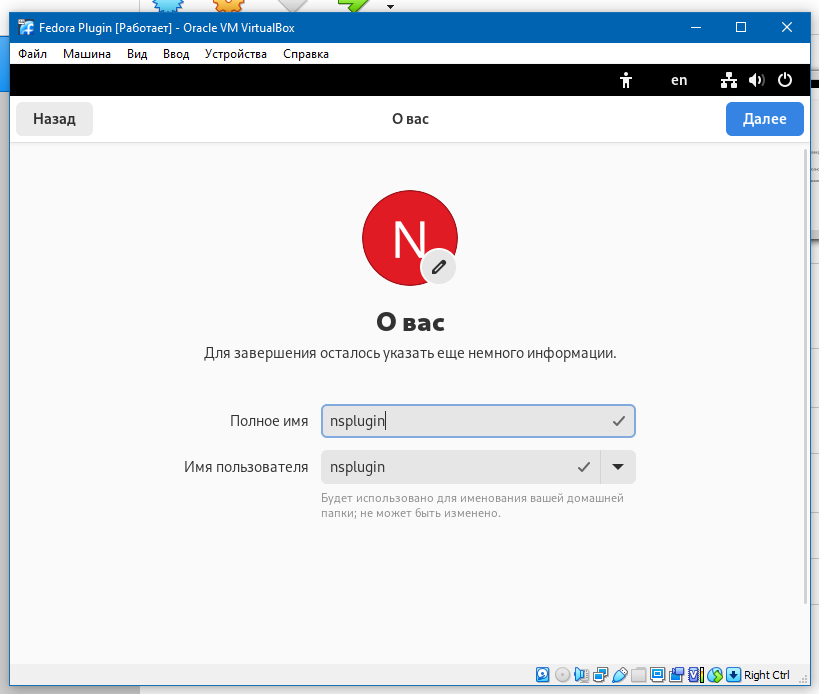 Fedora Plugin [Работает] - Oracle VM VirtualBox
Файл Машина Вид Ввод Устройства Справка
en
Назад О вас Далее
N
О вас
Для завершения осталось указать еще немного информации.
Полное имя nsplugin
Имя пользователя nsplugin
Будет использовано для именования вашей домашней
папки; не может быть изменено.
Right Ctrl